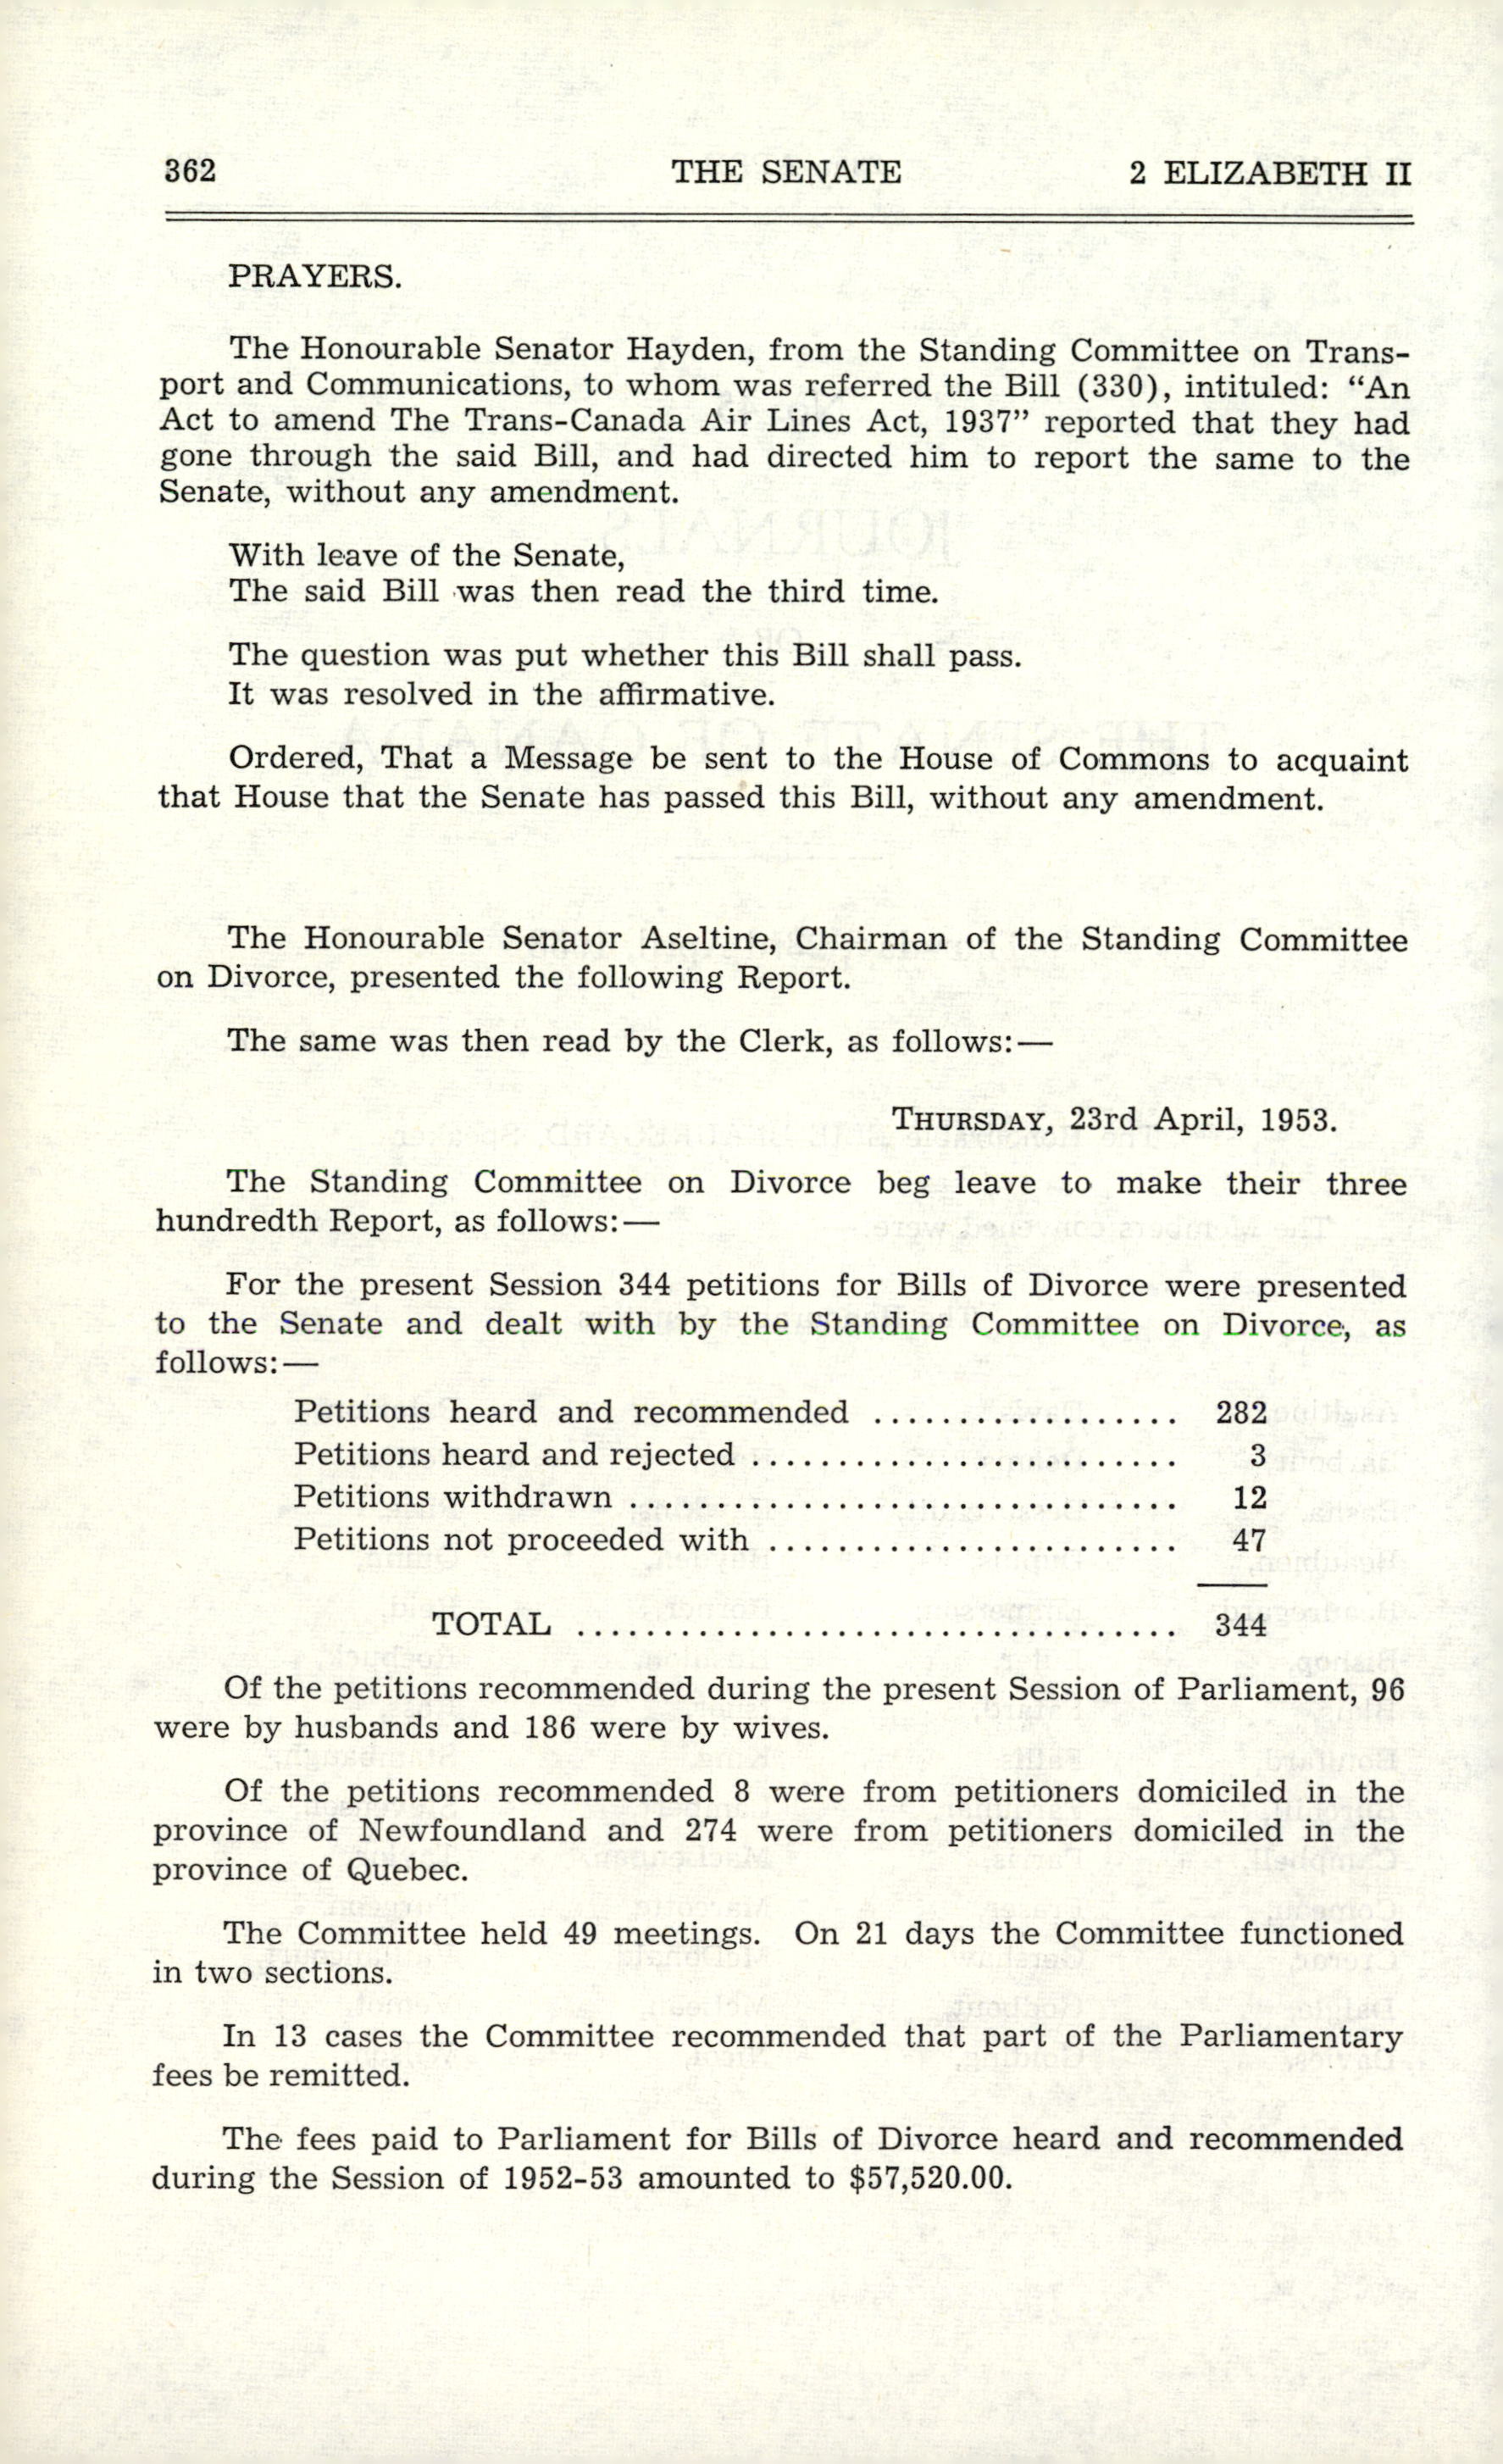 362 THE SENATE 2 ELIZABETH II
PRAYERS.
The Honourable Senator Hayden, from the Standing Committee on Trans-
port and Communications, to whom was referred the Bill (330), intituled: “An
Act to amend The Trans-Canada Air Lines Act, 1937” reported that they had
gone through the said Bill, and had directed him to report the same to the
Senate, without any amendment.
With leave of the Senate,
The said Bill was then read the third time.
The question was put whether this Bill shall pass.
It was resolved in the affirmative.
Ordered, That a Message be sent to the House of Commons to acquaint
that House that the Senate has passed this Bill, without any amendment.
The Honourable Senator Aseltine, Chairman of the Standing Committee
on Divorce, presented the following Report.
The same was then read by the Clerk, as follows:—
THURSDAY, 23rd April, 1953.
The Standing Committee on Divorce beg leave to make their three
hundredth Report, as follows:—
For the present Session 344 petitions for Bills of Divorce were presented
to the Senate and dealt with by the Standing Committee on Divorce, as
follows:—
Petitions heard and recommended .................. 282
Petitions heard and rejected ......................... 3
Petitions withdrawn ................................ 12
Petitions not proceeded with ........................ 47
TOTAL ................................... 344
Of the petitions recommended during the present Session of Parliament, 96
were by husbands and 186 were by wives.
Of the petitions recommended 8 were from petitioners domiciled in the
province of Newfoundland and 274 were from petitioners domiciled in the
province of Quebec.
The Committee held 49 meetings. On 21 days the Committee functioned
in two sections.
In 13 cases the Committee recommended that part of the Parliamentary
fees be remitted.
The fees paid to Parliament for Bills of Divorce heard and recommended
during the Session of 1952-53 amounted to $57,520.00.